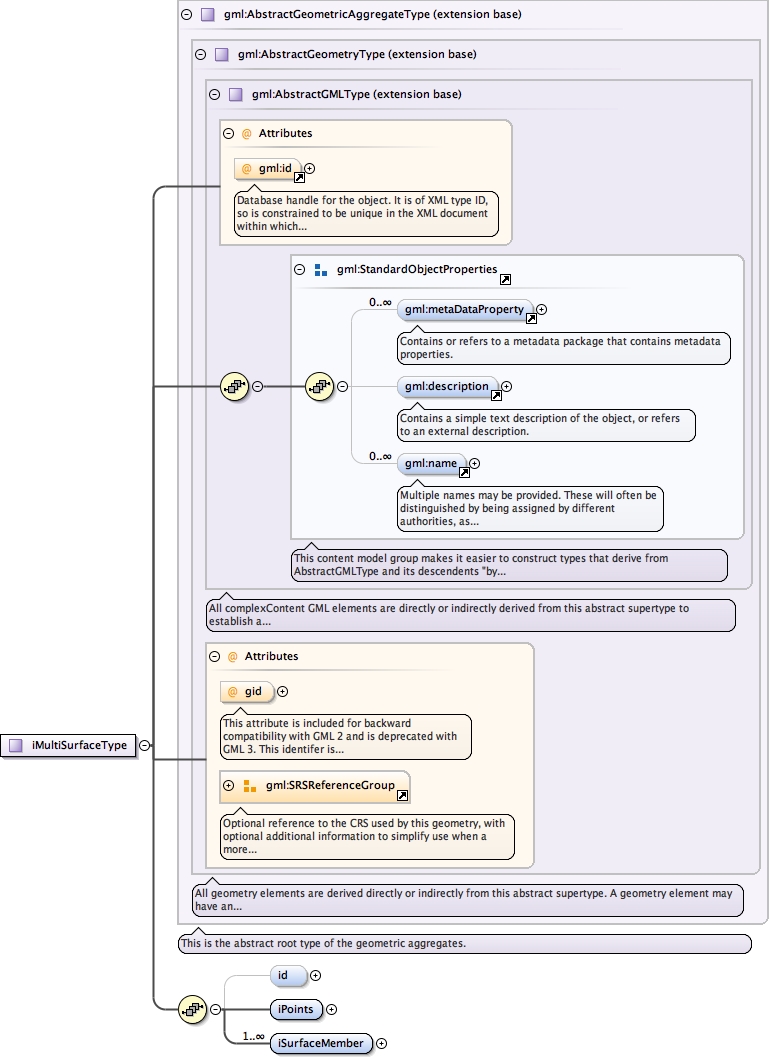 gml:AbstractGeometricAggregateType (extension base)
gml:AbstractGeometryType (extension base)
gml:AbstractGMLType (extension base)
@ Attributes
@ gml:id
Database handle for the object. It is of XML type ID,
so is constrained to be unique in the XML document
within which...
gml:StandardObjectProperties
0..∞
gml:metaDataProperty
Contains or refers to a metadata package that contains metadata
properties.
gml:description
Contains a simple text description of the object, or refers
to an external description.
0..∞
gml:name
Multiple names may be provided. These will often be
distinguished by being assigned by different
authorities, as...
This content model group makes it easier to construct types that derive from
AbstractGMLType and its descendents "by...
All complexContent GML elements are directly or indirectly derived from this abstract supertype to
establish a...
@ Attributes
@ gid
This attribute is included for backward
compatibility with GML 2 and is deprecated with
GML 3. This identifer is...
iMultiSurfaceType
gml:SRSReferenceGroup
Optional reference to the CRS used by this geometry, with
optional additional information to simplify use when a
more...
All geometry elements are derived directly or indirectly from this abstract supertype. A geometry element may
have an...
This is the abstract root type of the geometric aggregates.
id
iPoints
1..∞
iSurfaceMember